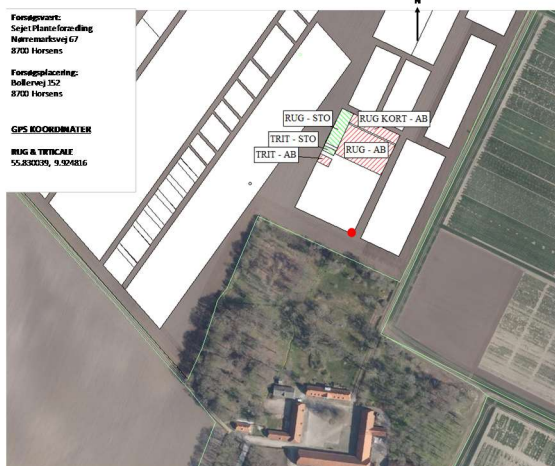 Forsøgsvært:
Sejet Planteforædling
Nørremarksvej 67
8700 Horsens
Forsøgsplacering:
Bollervej 152
8700 Horsens
GPS KOORDINATER
RUG & TRITICALE
55.830039, 9.924816
N
RUG - STO
RUG KORT - AB
TRIT - STO
RUG - AB
TRIT - AB